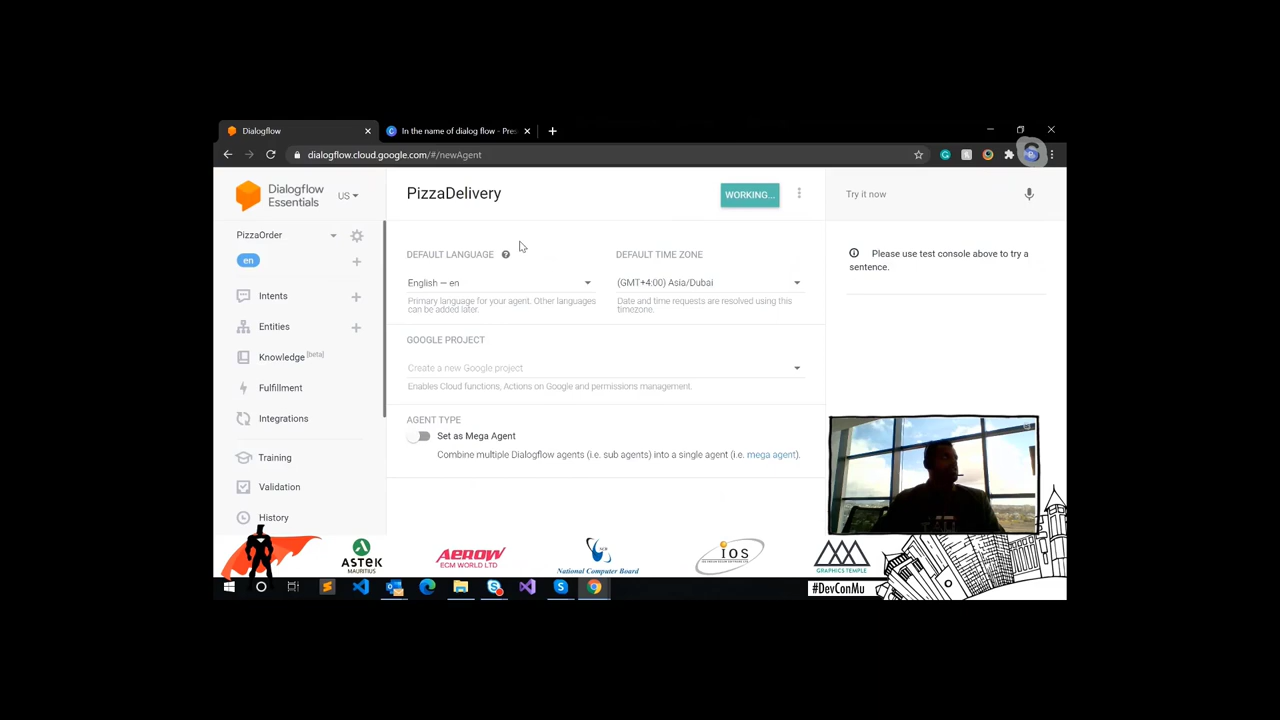 Dialogflow
In the name of dialog flow - Pres
dialogflow.cloud.google.com/#/newAgent
Dialogflow
Essentials
US
PizzaOrder
en
Intents
Entities
Knowledge [beta]
Fulfillment
Integrations
Training
Validation
History
PizzaDelivery
WORKING...
DEFAULT LANGUAGE
English — en
Primary language for your agent. Other languages
can be added later.
DEFAULT TIME ZONE
(GMT+4:00) Asia/Dubai
Date and time requests are resolved using this
timezone.
GOOGLE PROJECT
Create a new Google project
Enables Cloud functions, Actions on Google and permissions management.
AGENT TYPE
Set as Mega Agent
Combine multiple Dialogflow agents (i.e. sub agents) into a single agent (i.e. mega agent).
Try it now
Please use test console above to try a
sentence.
ASTEK
MAURITIUS
AEROW
ECM WORLD LTD
National Computer Board
IOS
GRAPHICS TEMPLE
#DevConMu